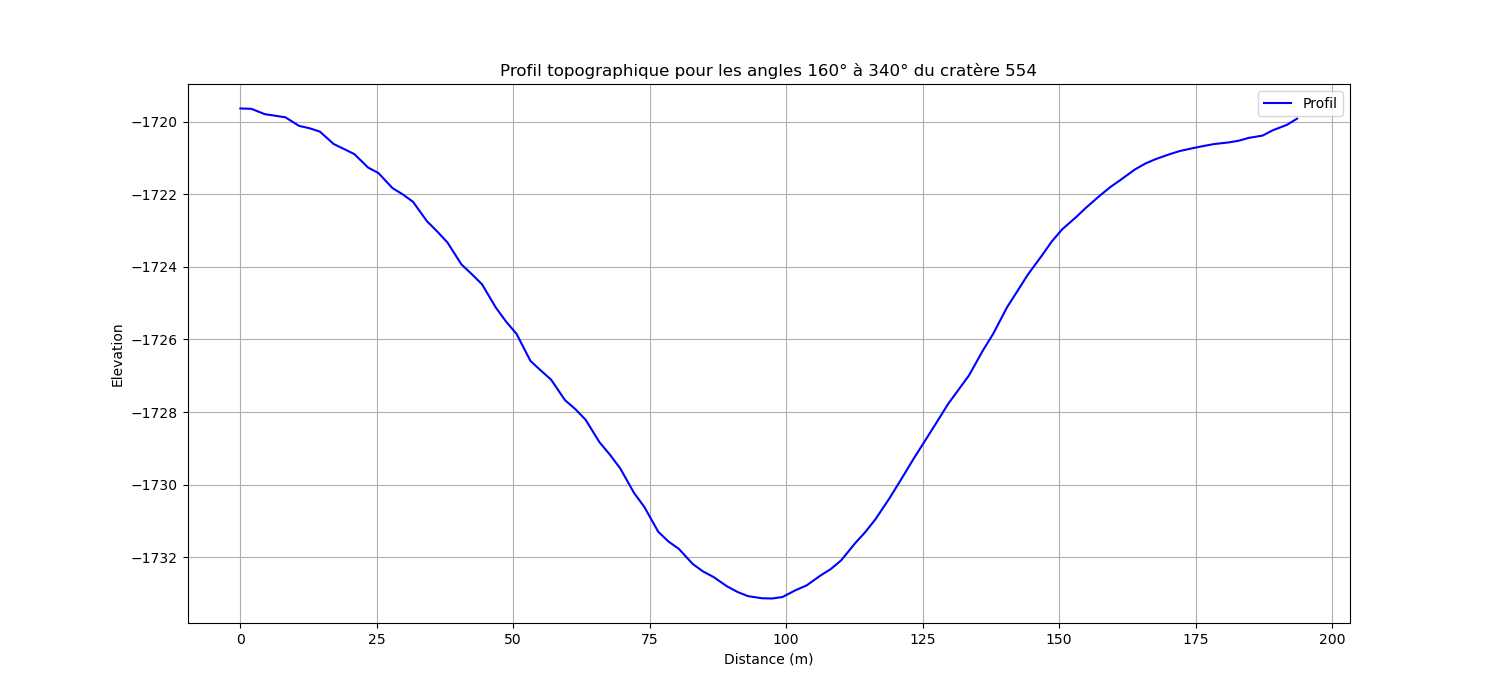 Profil topographique pour les angles 160° à 340° du cratère 554
Profil
−1720
−1722
−1724
−1726
−1728
−1730
−1732
Elevation
0 25 50 75 100 125 150 175 200
Distance (m)